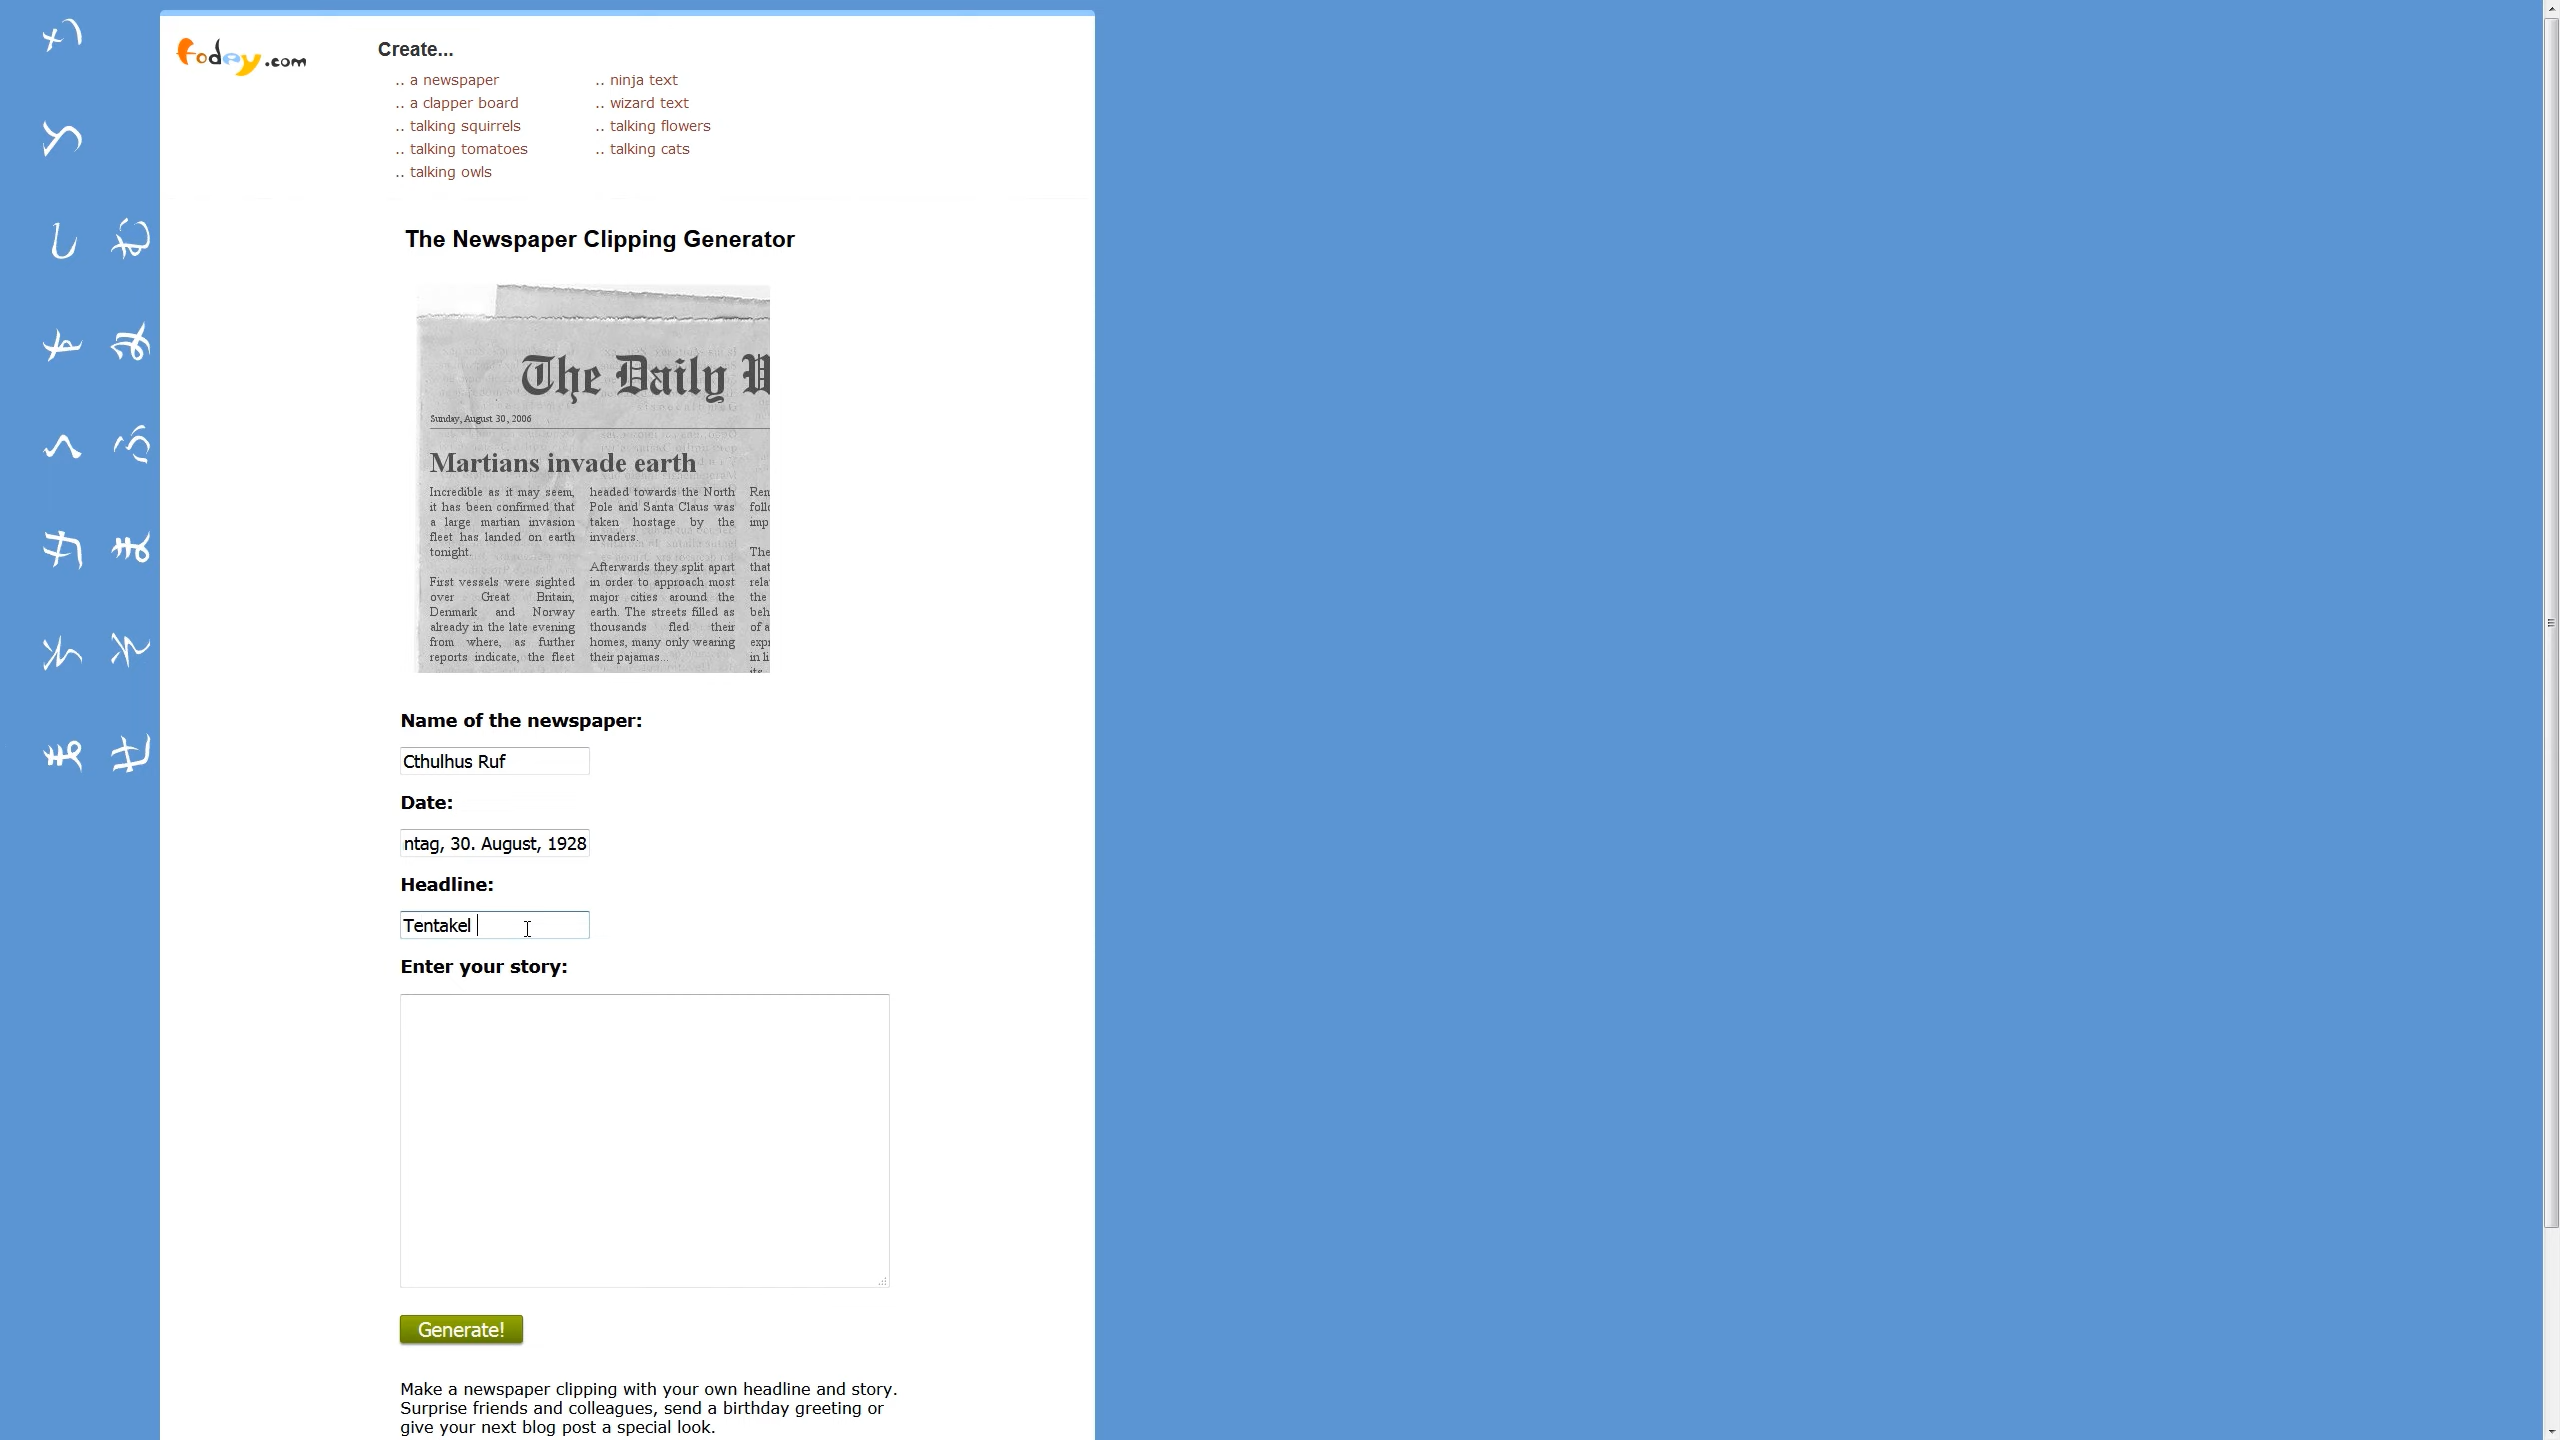 fodey.com
Create...
.. a newspaper
.. a clapper board
.. talking squirrels
.. talking tomatoes
.. talking owls
.. ninja text
.. wizard text
.. talking flowers
.. talking cats
The Newspaper Clipping Generator
The Daily W
Sunday, August 30, 2006
Martians invade earth
Incredible as it may seem,
it has been confirmed that
a large martian invasion
fleet has landed on earth
tonight.
First vessels were sighted
over Great Britain,
Denmark and Norway
already in the late evening
from where, as further
reports indicate, the fleet
headed towards the North
Pole and Santa Claus was
taken hostage by the
invaders.
Afterwards they split apart
in order to approach most
major cities around the
earth. The streets filled as
thousands fled their
homes, many only wearing
their pajamas...
Name of the newspaper:
Cthulhus Ruf
Date:
ntag, 30. August, 1928
Headline:
Tentakel
Enter your story:
Generate!
Make a newspaper clipping with your own headline and story.
Surprise friends and colleagues, send a birthday greeting or
give your next blog post a special look.